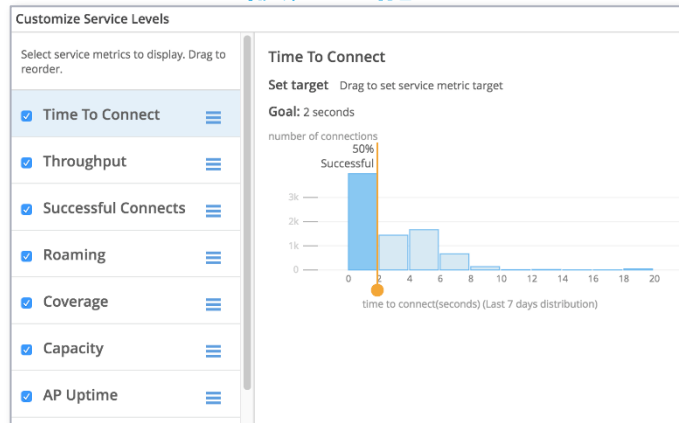 Customize Service Levels
Select service metrics to display. Drag to
reorder.
Time To Connect
Throughput
Successful Connects
Roaming
Coverage
Capacity
AP Uptime
Time To Connect
Set target Drag to set service metric target
Goal: 2 seconds
number of connections
50%
Successful
3k
2k
1k
0
0 2 4 6 8 10 12 14 16 18 20
time to connect(seconds) (Last 7 days distribution)